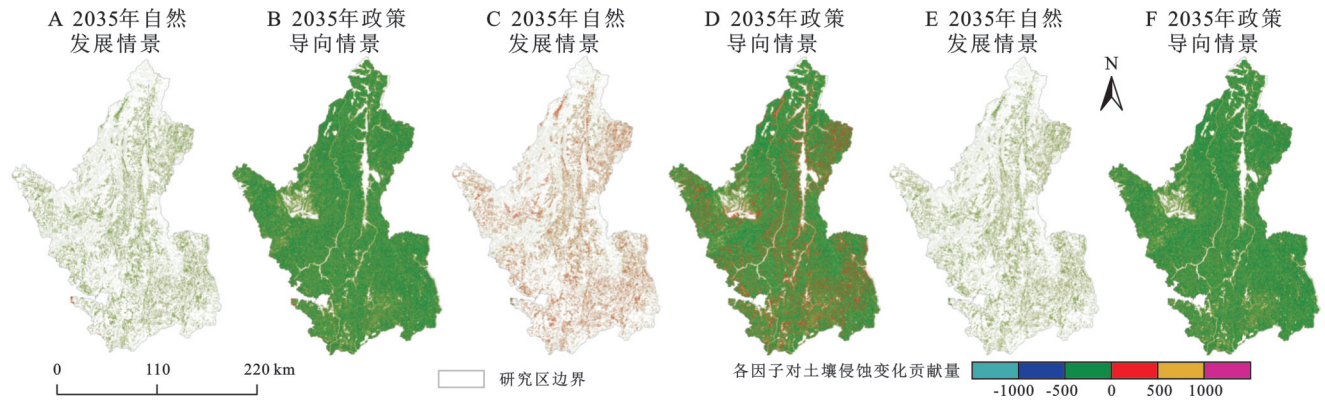 A 2035年自然
发展情景
B 2035年政策
导向情景
C 2035年自然
发展情景
D 2035年政策
导向情景
E 2035年自然
发展情景
F 2035年政策
导向情景
N
0 110 220 km
研究区边界
各因子对土壤侵蚀变化贡献量
-1000 -500 0 500 1000